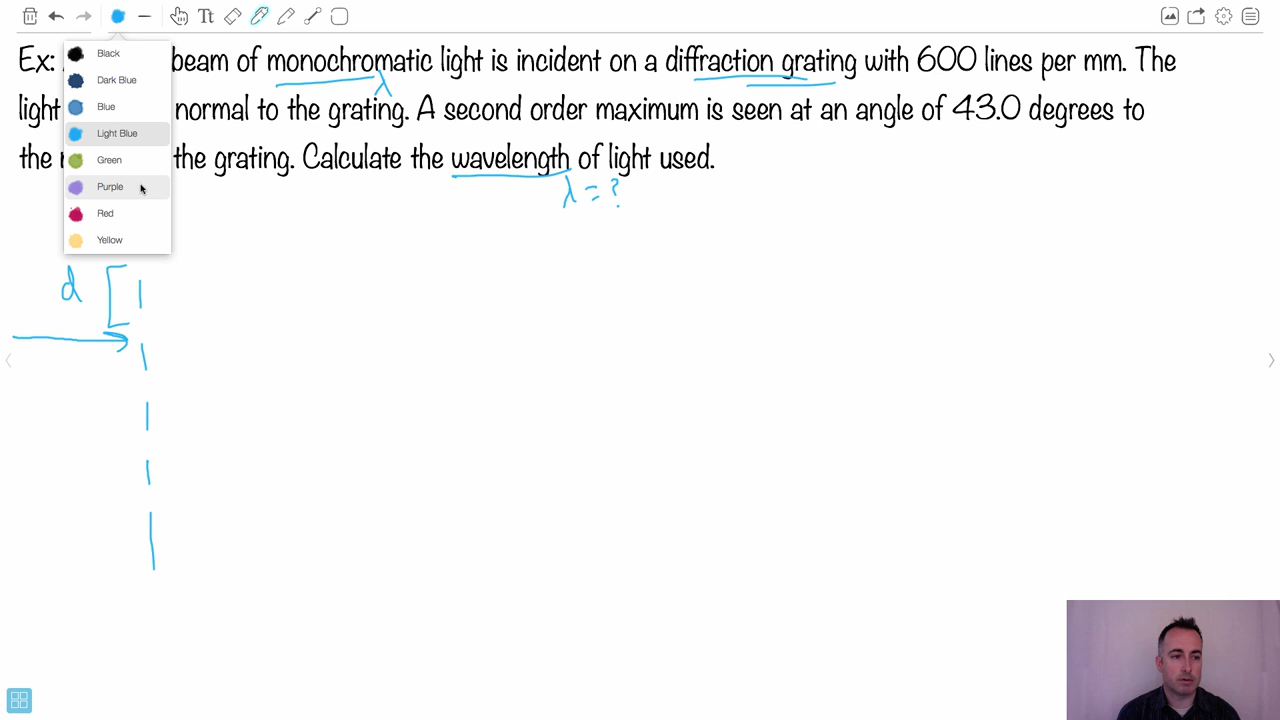 Tt
Ex: beam of monochromatic light is incident on a diffraction grating with 600 lines per mm. The
λ
light normal to the grating. A second order maximum is seen at an angle of 43.0 degrees to
the the grating. Calculate the wavelength of light used.
λ = ?
Black
Dark Blue
Blue
Light Blue
Green
Purple
Red
Yellow
d